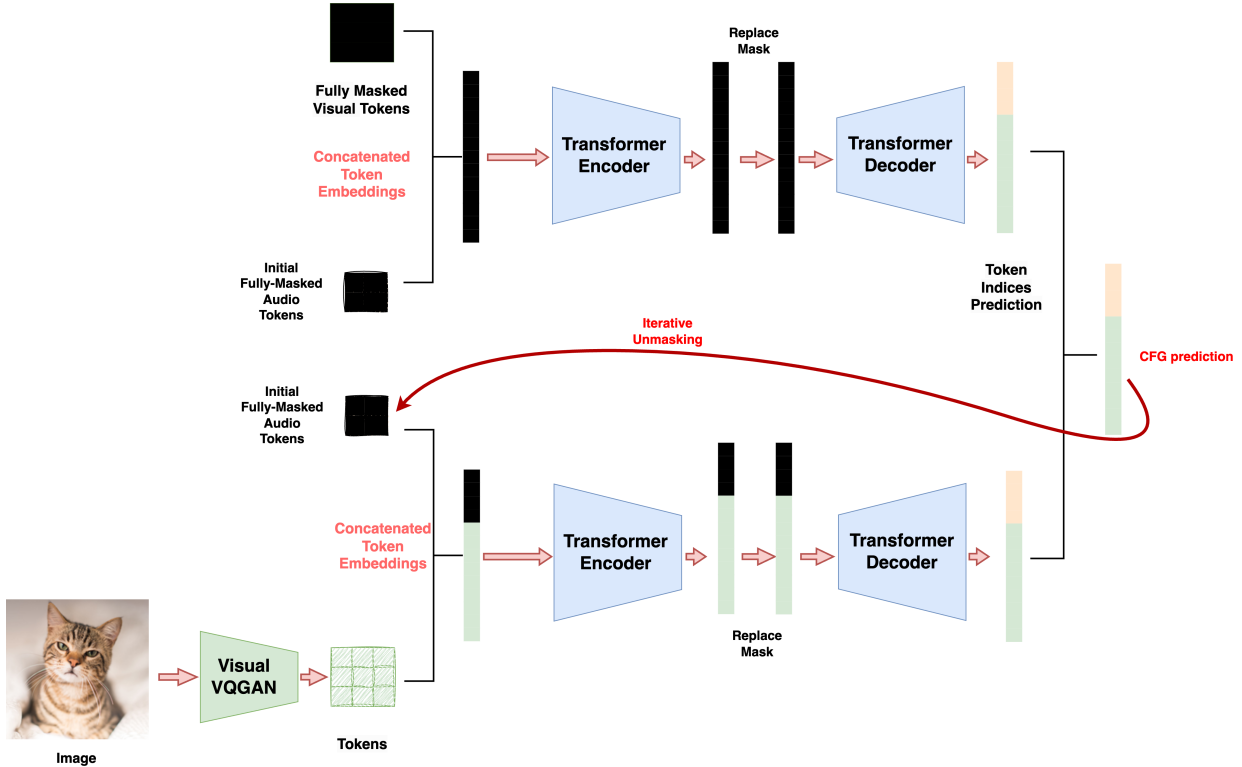 Fully Masked
Visual Tokens
Concatenated
Token
Embeddings
Initial
Fully-Masked
Audio
Tokens
Transformer
Encoder
Replace
Mask
Transformer
Decoder
Token
Indices
Prediction
CFG prediction
Iterative
Unmasking
Initial
Fully-Masked
Audio
Tokens
Concatenated
Token
Embeddings
Transformer
Encoder
Replace
Mask
Transformer
Decoder
Visual
VQGAN
Tokens
Image